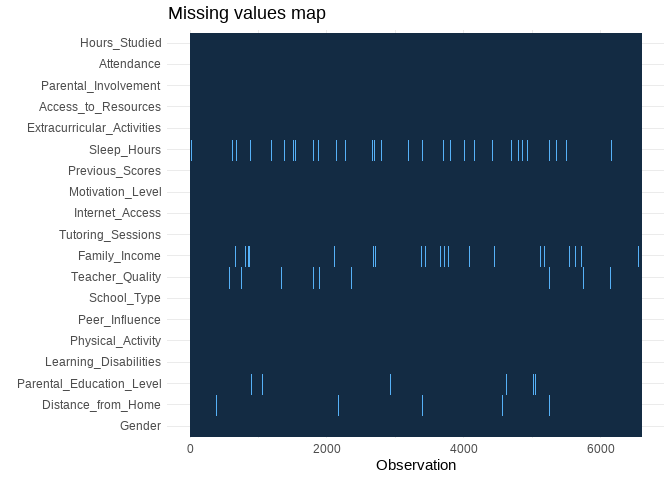 Missing values map
Hours_Studied
Attendance
Parental_Involvement
Access_to_Resources
Extracurricular_Activities
Sleep_Hours
Previous_Scores
Motivation_Level
Internet_Access
Tutoring_Sessions
Family_Income
Teacher_Quality
School_Type
Peer_Influence
Physical_Activity
Learning_Disabilities
Parental_Education_Level
Distance_from_Home
Gender
0 2000 4000 6000
Observation